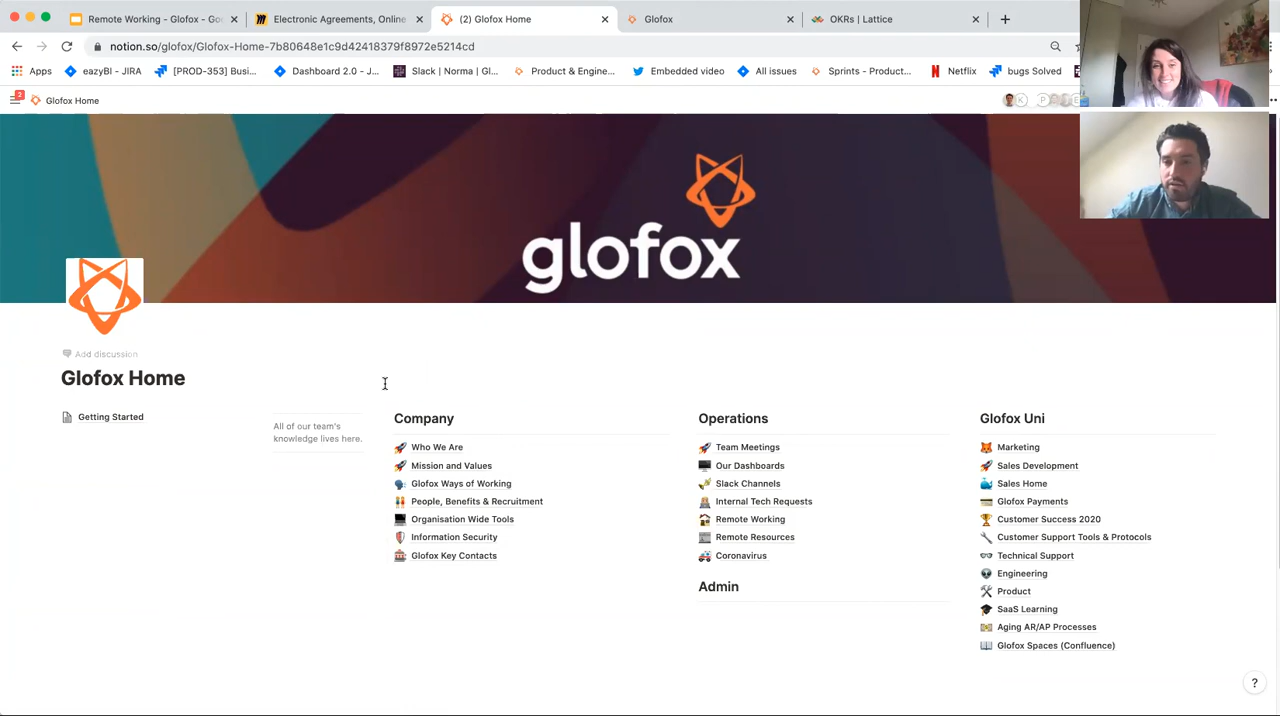 Remote Working - Glofox - Go
Electronic Agreements, Online
(2) Glofox Home
Glofox
OKRs | Lattice
notion.so/glofox/Glofox-Home-7b80648e1c9d42418379f8972e5214cd
Apps
eazyBI - JIRA
[PROD-353] Busi...
Dashboard 2.0 - J...
Slack | Norma | Gl...
Product & Engine...
Embedded video
All issues
Sprints - Product...
Netflix
bugs Solved
2
Glofox Home
K
P
E
glofox
Add discussion
Glofox Home
Getting Started
All of our team's
knowledge lives here.
Company
Who We Are
Mission and Values
Glofox Ways of Working
People, Benefits & Recruitment
Organisation Wide Tools
Information Security
Glofox Key Contacts
Operations
Team Meetings
Our Dashboards
Slack Channels
Internal Tech Requests
Remote Working
Remote Resources
Coronavirus
Admin
Glofox Uni
Marketing
Sales Development
Sales Home
Glofox Payments
Customer Success 2020
Customer Support Tools & Protocols
Technical Support
Engineering
Product
SaaS Learning
Aging AR/AP Processes
Glofox Spaces (Confluence)
?